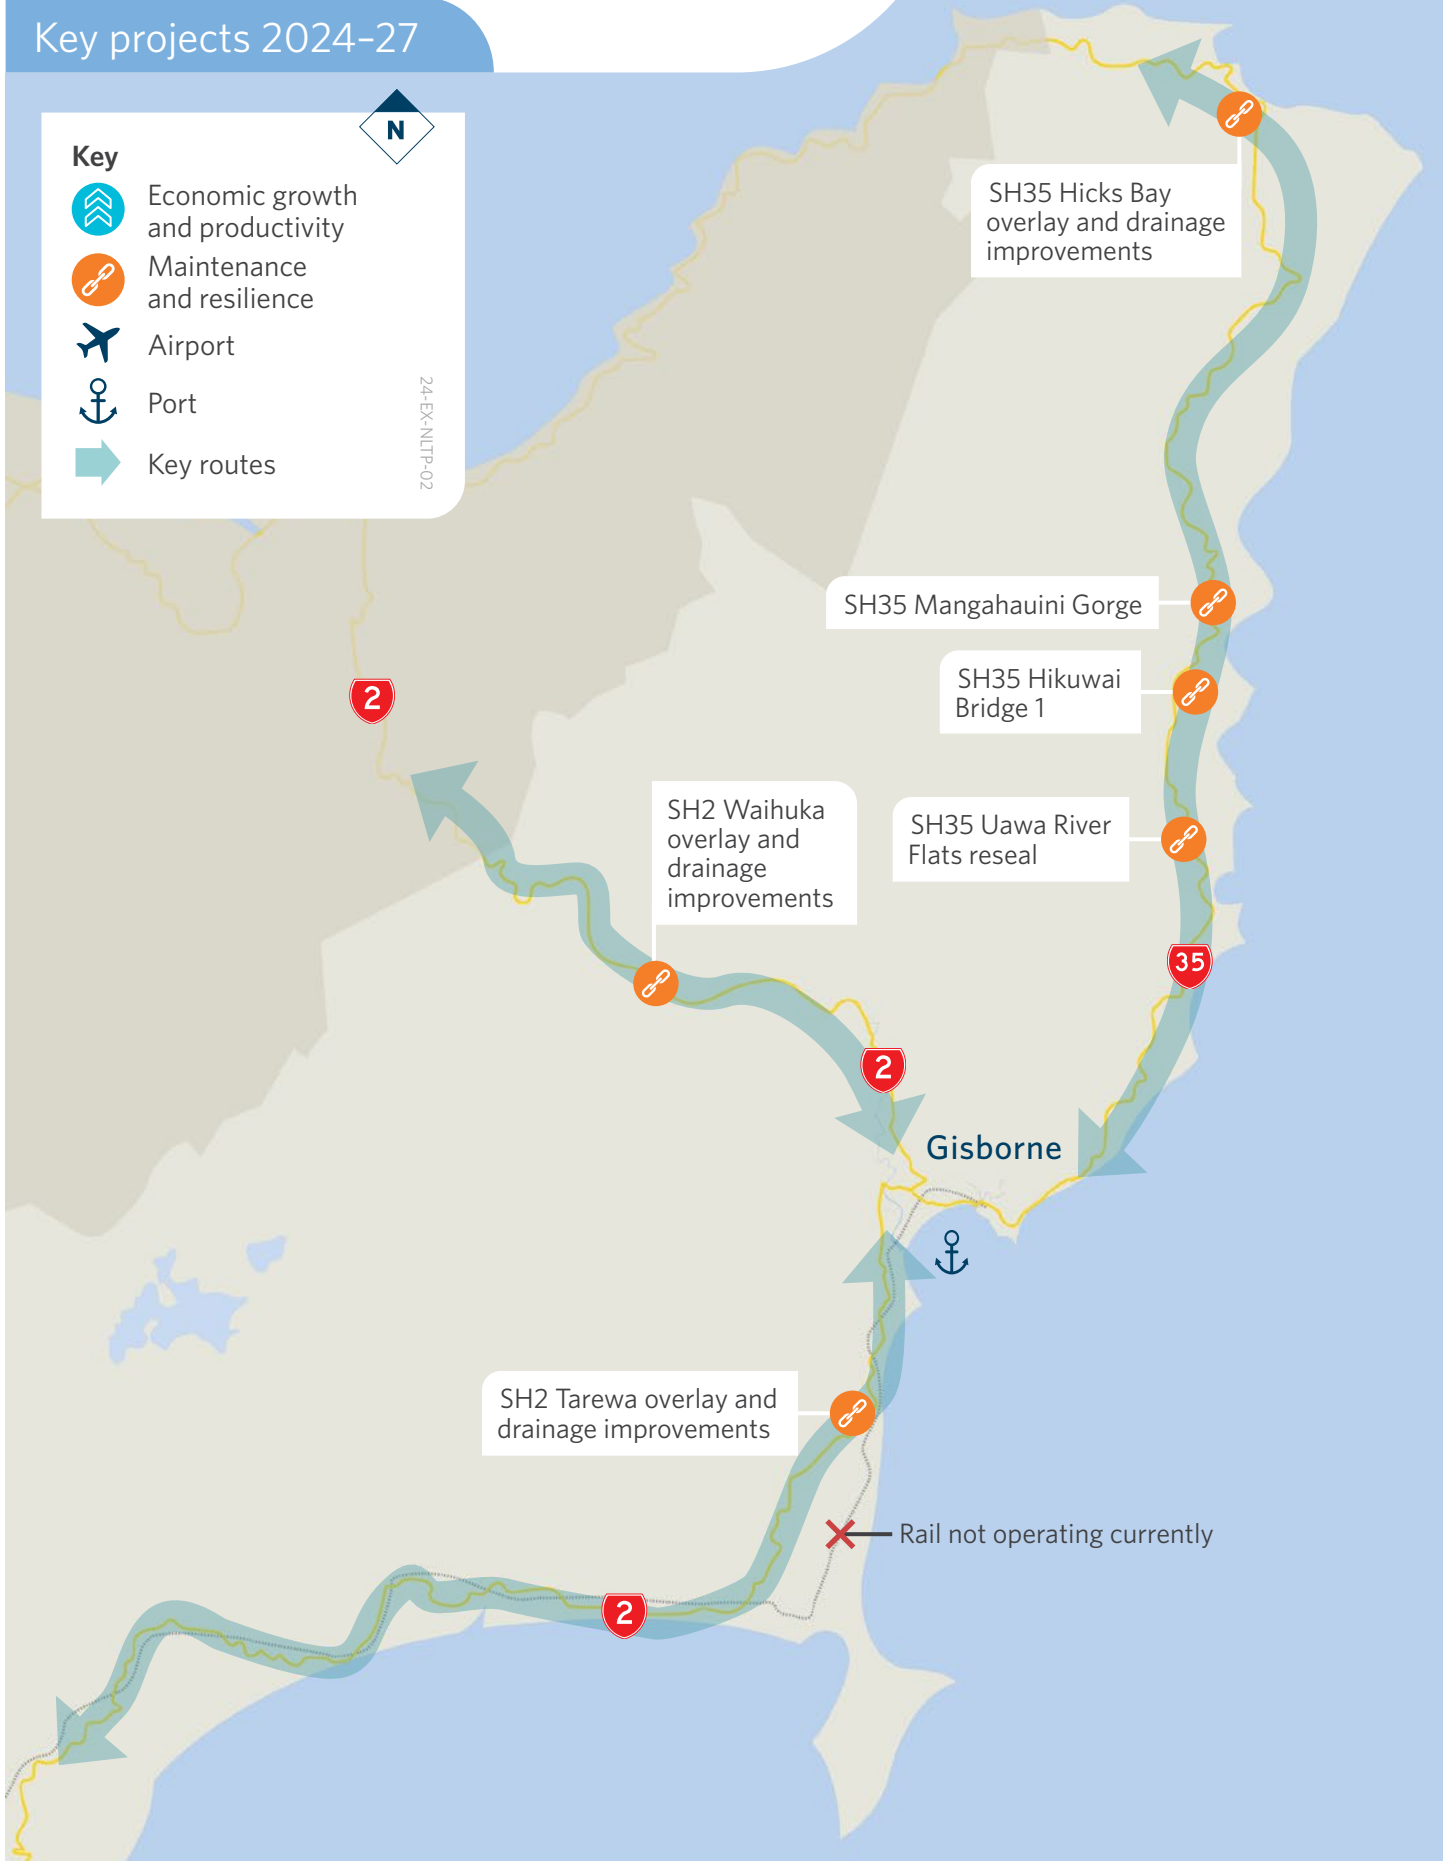 Key projects 2024–27
N
Key
Economic growth
and productivity
Maintenance
and resilience
Airport
Port
Key routes
24-EX-NLTP-02
SH35 Hicks Bay
overlay and drainage
improvements
SH35 Mangahauini Gorge
SH35 Hikuwai
Bridge 1
2
SH2 Waihuka
overlay and
drainage
improvements
SH35 Uawa River
Flats reseal
35
2
Gisborne
SH2 Tarewa overlay and
drainage improvements
Rail not operating currently
2